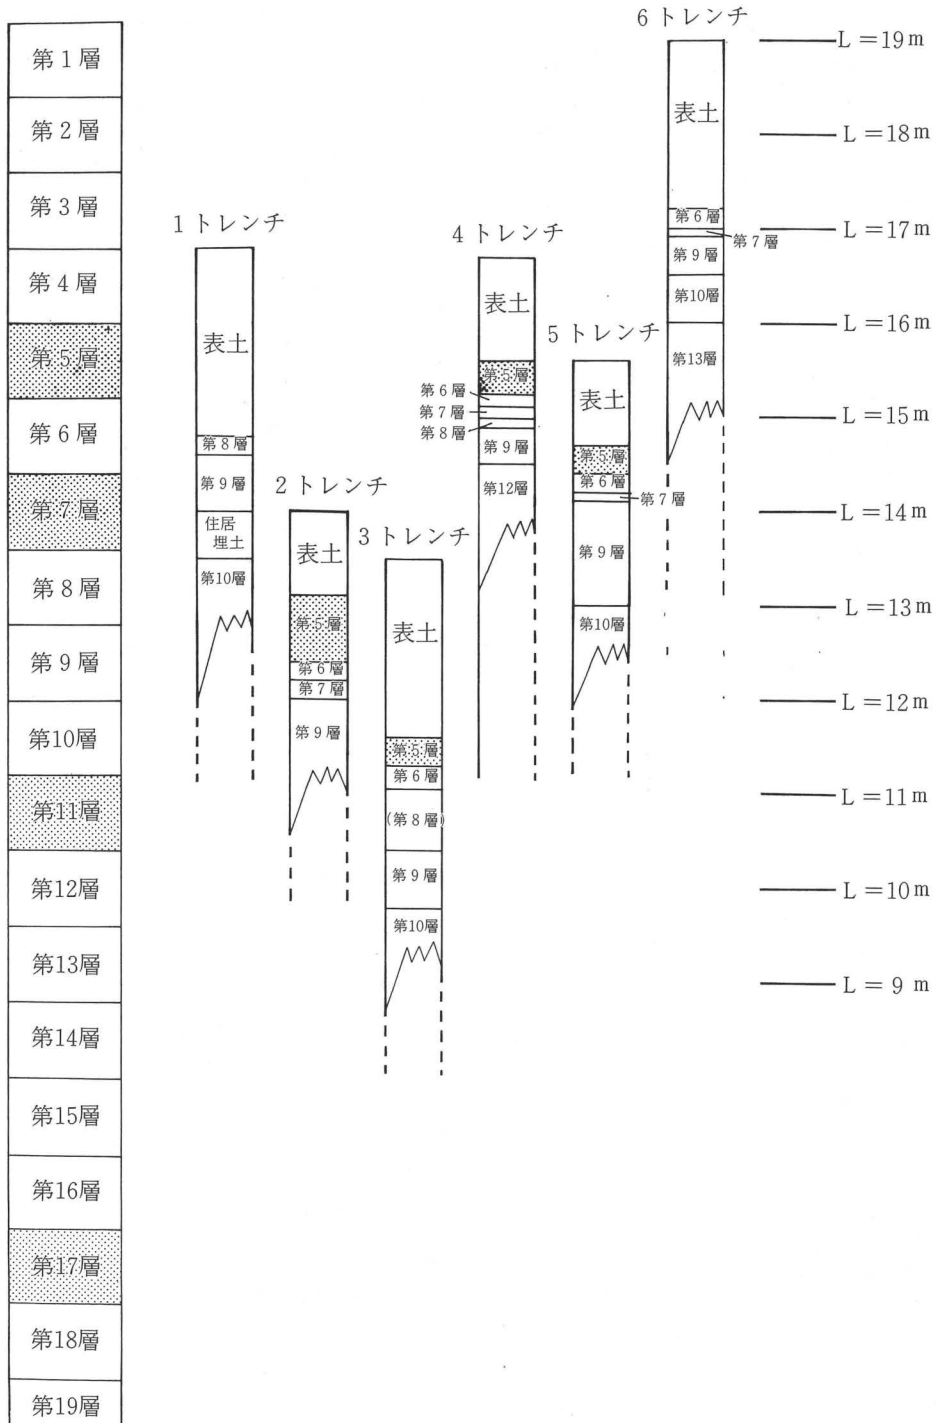 第1層
第2層
第3層
第4層
第5層
第6層
第7層
第8層
第9層
第10層
第11層
第12層
第13層
第14層
第15層
第16層
第17層
第18層
第19層
1トレンチ
表土
第8層
第9層
住居
埋土
第10層
2トレンチ
表土
第5層
第6層
第7層
第9層
3トレンチ
表土
第5層
第6層
(第8層)
第9層
第10層
4トレンチ
表土
第5層
第6層
第7層
第8層
第9層
第12層
5トレンチ
表土
第5層
第6層
第7層
第9層
第10層
6トレンチ
表土
第6層
第7層
第9層
第10層
第13層
L=19m
L=18m
L=17m
L=16m
L=15m
L=14m
L=13m
L=12m
L=11m
L=10m
L=9m